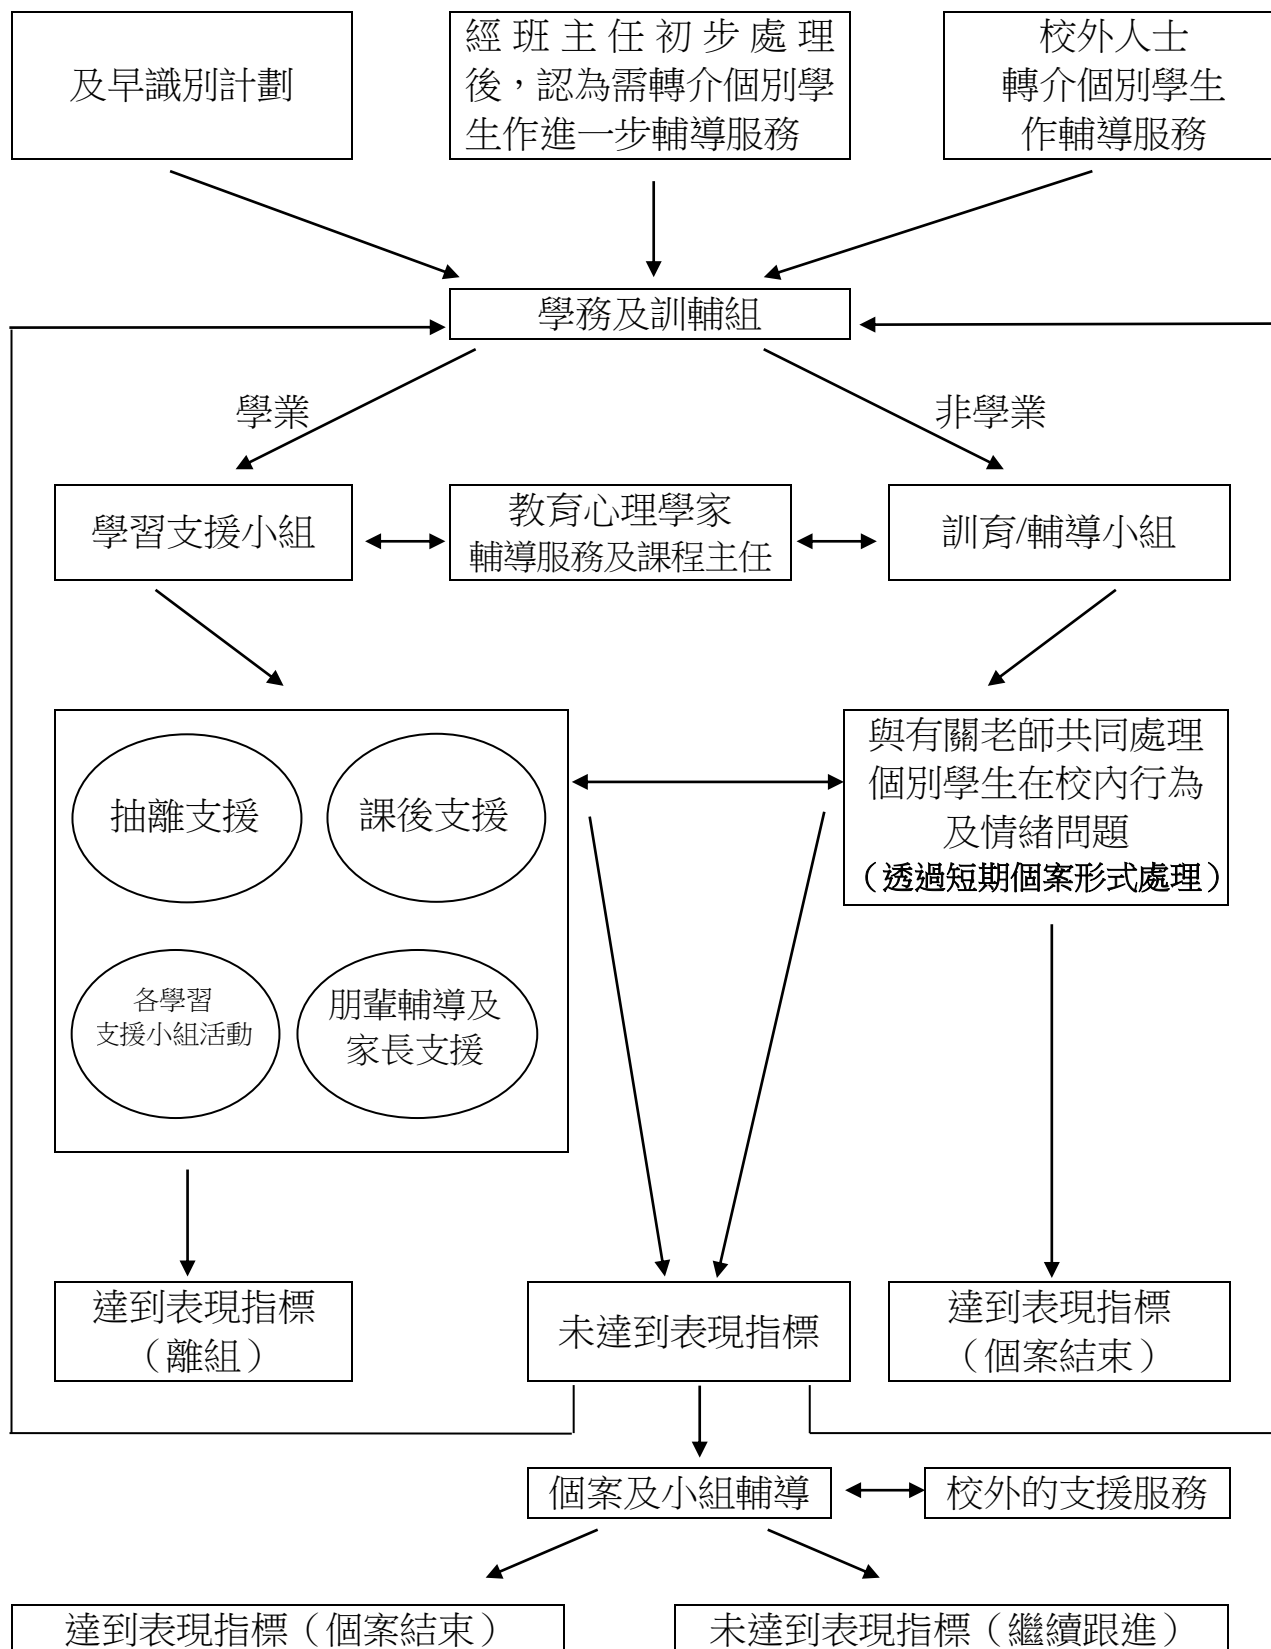 及早識別計劃
經班主任初步處理
後，認為需轉介個別學
生作進一步輔導服務
校外人士
轉介個別學生
作輔導服務
學務及訓輔組
學業
非學業
學習支援小組
教育心理學家
輔導服務及課程主任
訓育/輔導小組
抽離支援
課後支援
各學習
支援小組活動
朋輩輔導及
家長支援
與有關老師共同處理
個別學生在校內行為
及情緒問題
（透過短期個案形式處理）
達到表現指標
（離組）
未達到表現指標
達到表現指標
（個案結束）
個案及小組輔導
校外的支援服務
達到表現指標（個案結束）
未達到表現指標（繼續跟進）